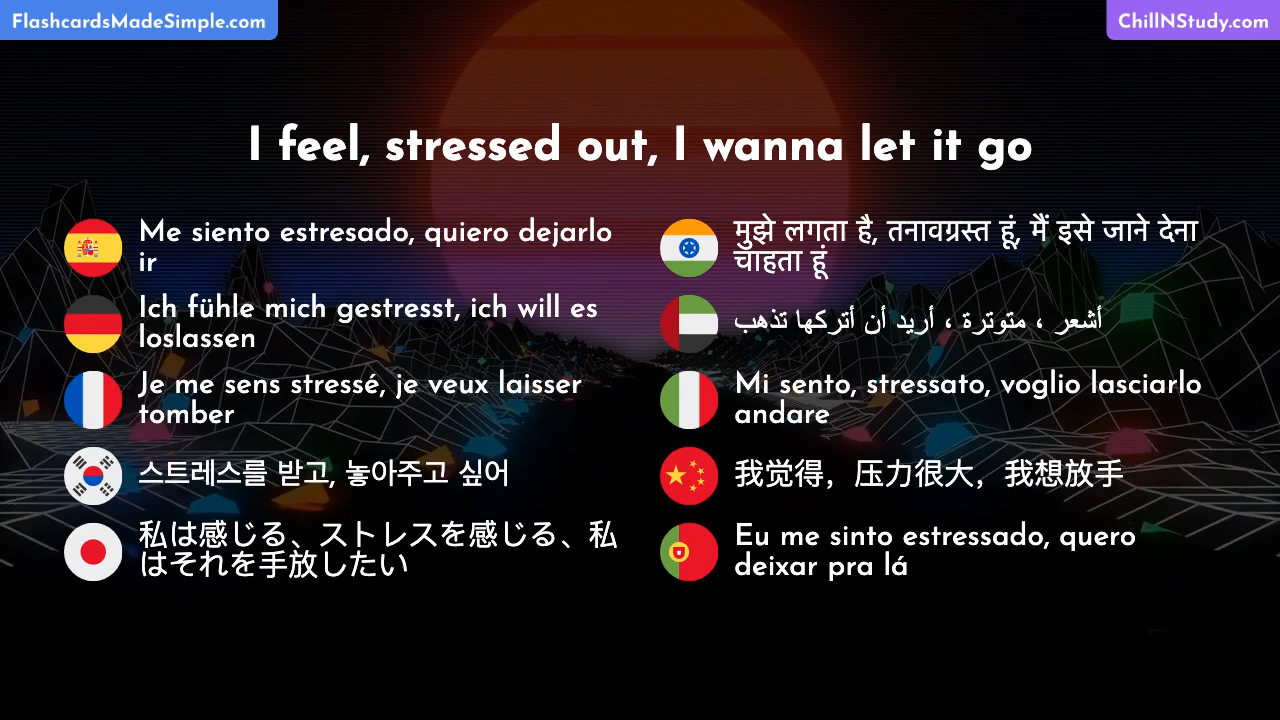 FlashcardsMadeSimple.com
ChillNStudy.com
I feel, stressed out, I wanna let it go
Me siento estresado, quiero dejarlo
ir
Ich fühle mich gestresst, ich will es
loslassen
Je me sens stressé, je veux laisser
tomber
스트레스를 받고, 놓아주고 싶어
私は感じる、ストレスを感じる、私
はそれを手放したい
मुझे लगता है, तनावग्रस्त हूं, मैं इसे जाने देना
चाहता हूं
أشعر ، متوترة ، أريد أن أتركها تذهب
Mi sento, stressato, voglio lasciarlo
andare
我觉得，压力很大，我想放手
Eu me sinto estressado, quero
deixar pra lá